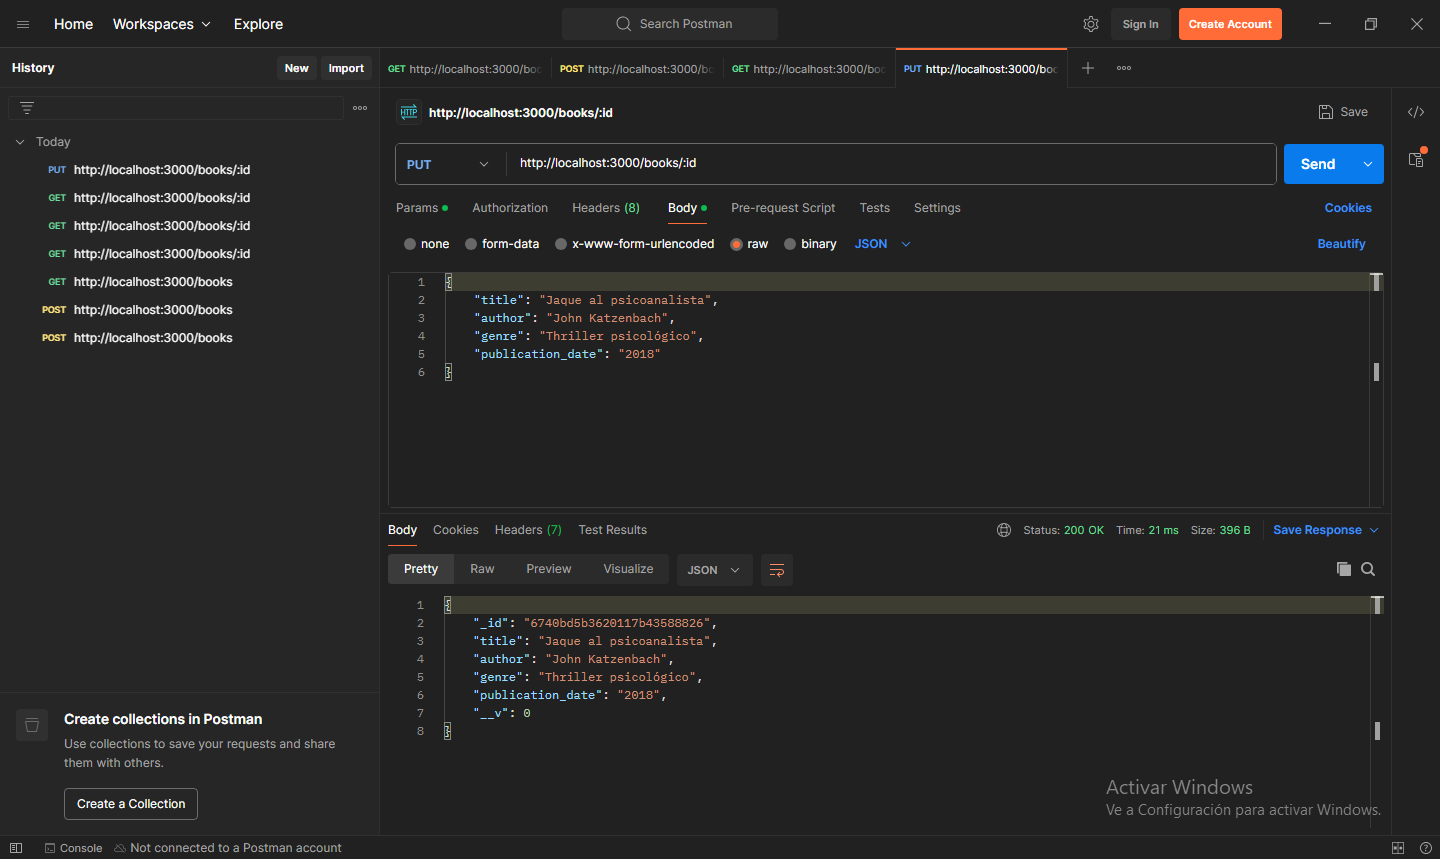 Home Workspaces Explore Search Postman Sign In Create Account
History New Import
GET http://localhost:3000/boo POST http://localhost:3000/b GET http://localhost:3000/boo PUT http://localhost:3000/boo
HTTP http://localhost:3000/books/:id Save
Today
PUT http://localhost:3000/books/:id
GET http://localhost:3000/books/:id
GET http://localhost:3000/books/:id
GET http://localhost:3000/books/:id
GET http://localhost:3000/books
POST http://localhost:3000/books
POST http://localhost:3000/books
PUT http://localhost:3000/books/:id Send
Params Authorization Headers (8) Body Pre-request Script Tests Settings Cookies
none form-data x-www-form-urlencoded raw binary JSON Beautify
1 {
2 "title": "Jaque al psicoanalista",
3 "author": "John Katzenbach",
4 "genre": "Thriller psicológico",
5 "publication_date": "2018"
6 }
Body Cookies Headers (7) Test Results Status: 200 OK Time: 21 ms Size: 396 B Save Response
Pretty Raw Preview Visualize JSON
1 {
2 "_id": "6740bd5b3620117b43588826",
3 "title": "Jaque al psicoanalista",
4 "author": "John Katzenbach",
5 "genre": "Thriller psicológico",
6 "publication_date": "2018",
7 "__v": 0
8 }
Create collections in Postman
Use collections to save your requests and share
them with others.
Create a Collection
Activar Windows
Ve a Configuración para activar Windows.
Console Not connected to a Postman account